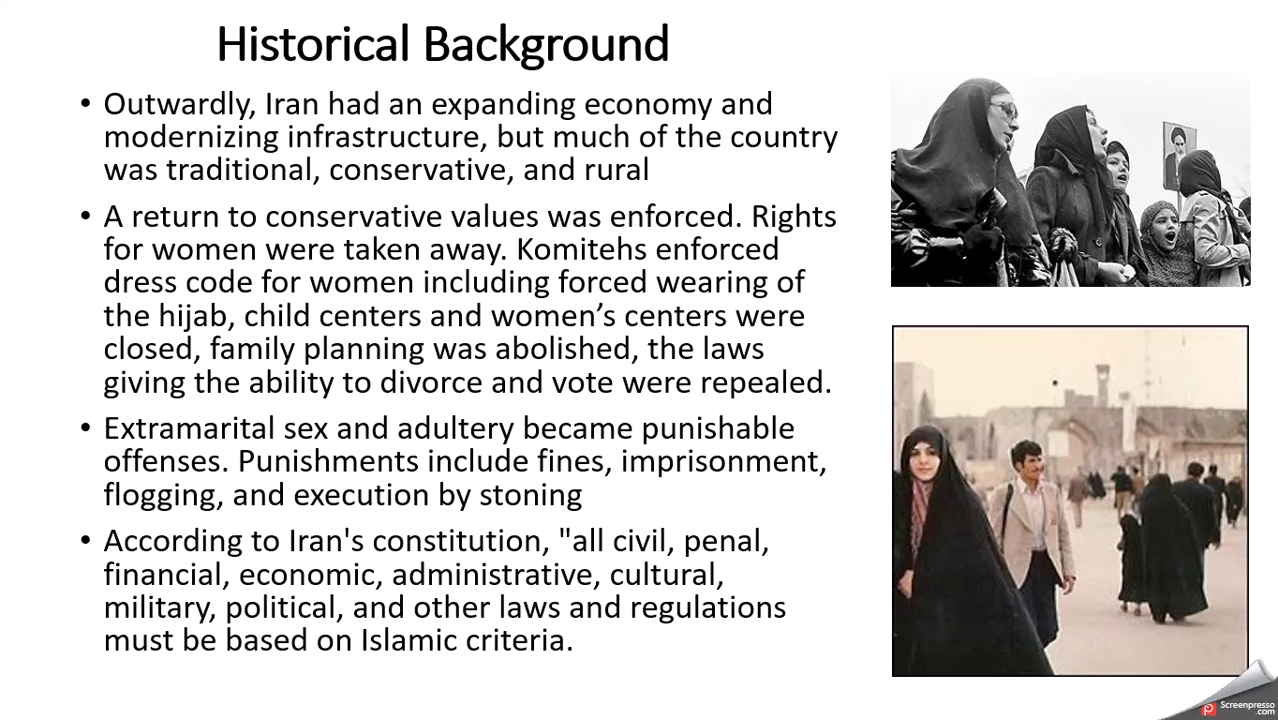 Historical Background
• Outwardly, Iran had an expanding economy and
modernizing infrastructure, but much of the country
was traditional, conservative, and rural
• A return to conservative values was enforced. Rights
for women were taken away. Komitehs enforced
dress code for women including forced wearing of
the hijab, child centers and women’s centers were
closed, family planning was abolished, the laws
giving the ability to divorce and vote were repealed.
• Extramarital sex and adultery became punishable
offenses. Punishments include fines, imprisonment,
flogging, and execution by stoning
• According to Iran's constitution, "all civil, penal,
financial, economic, administrative, cultural,
military, political, and other laws and regulations
must be based on Islamic criteria.
Screenpresso
.com